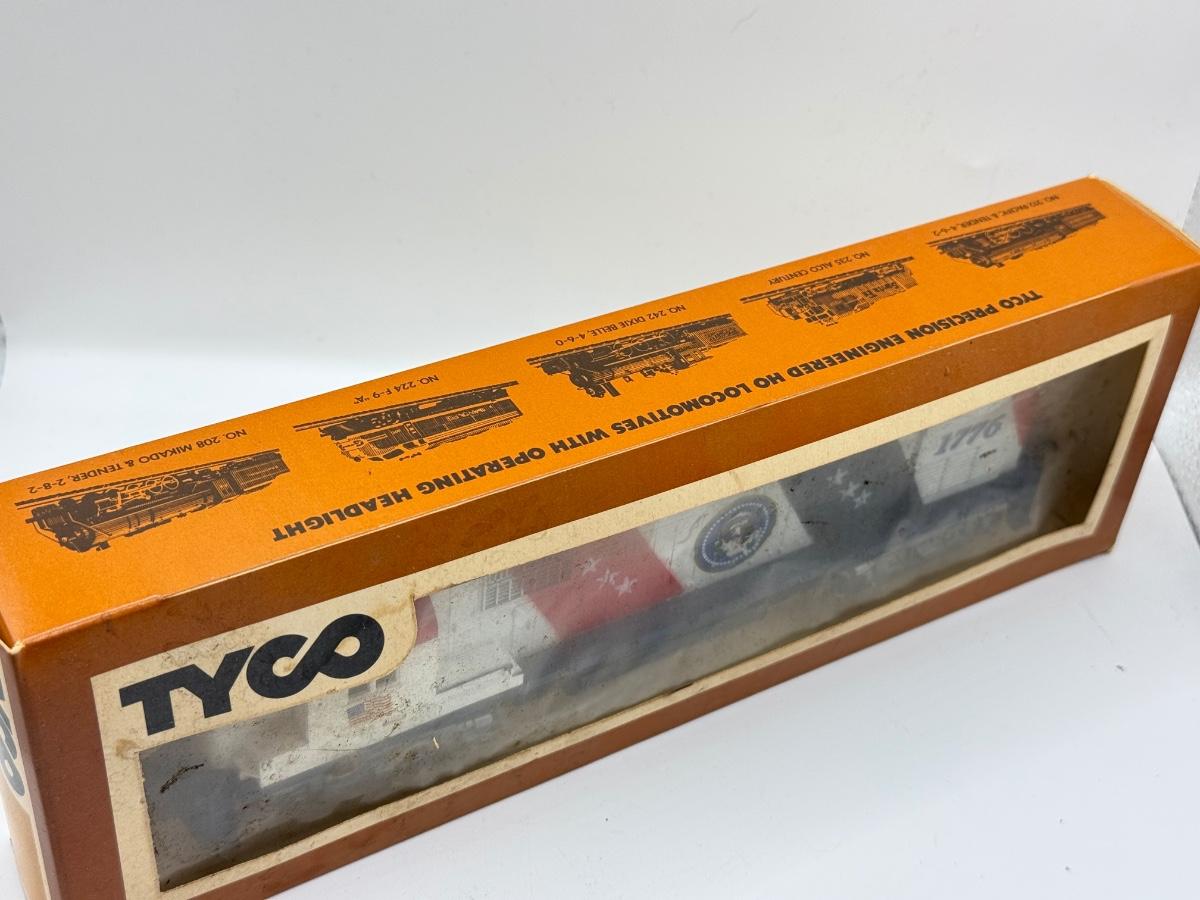 NO. 208 MIKADO & TENDER, 2-8-2
NO. 224 F-9 "A"
NO. 242 DIXIE BELLE, 4-6-0
NO. 235 ALCO CENTURY
NO. 210 PACIFIC & TENDER, 4-6-2
TYCO PRECISION ENGINEERED HO LOCOMOTIVES WITH OPERATING HEADLIGHT
TYCO
1776